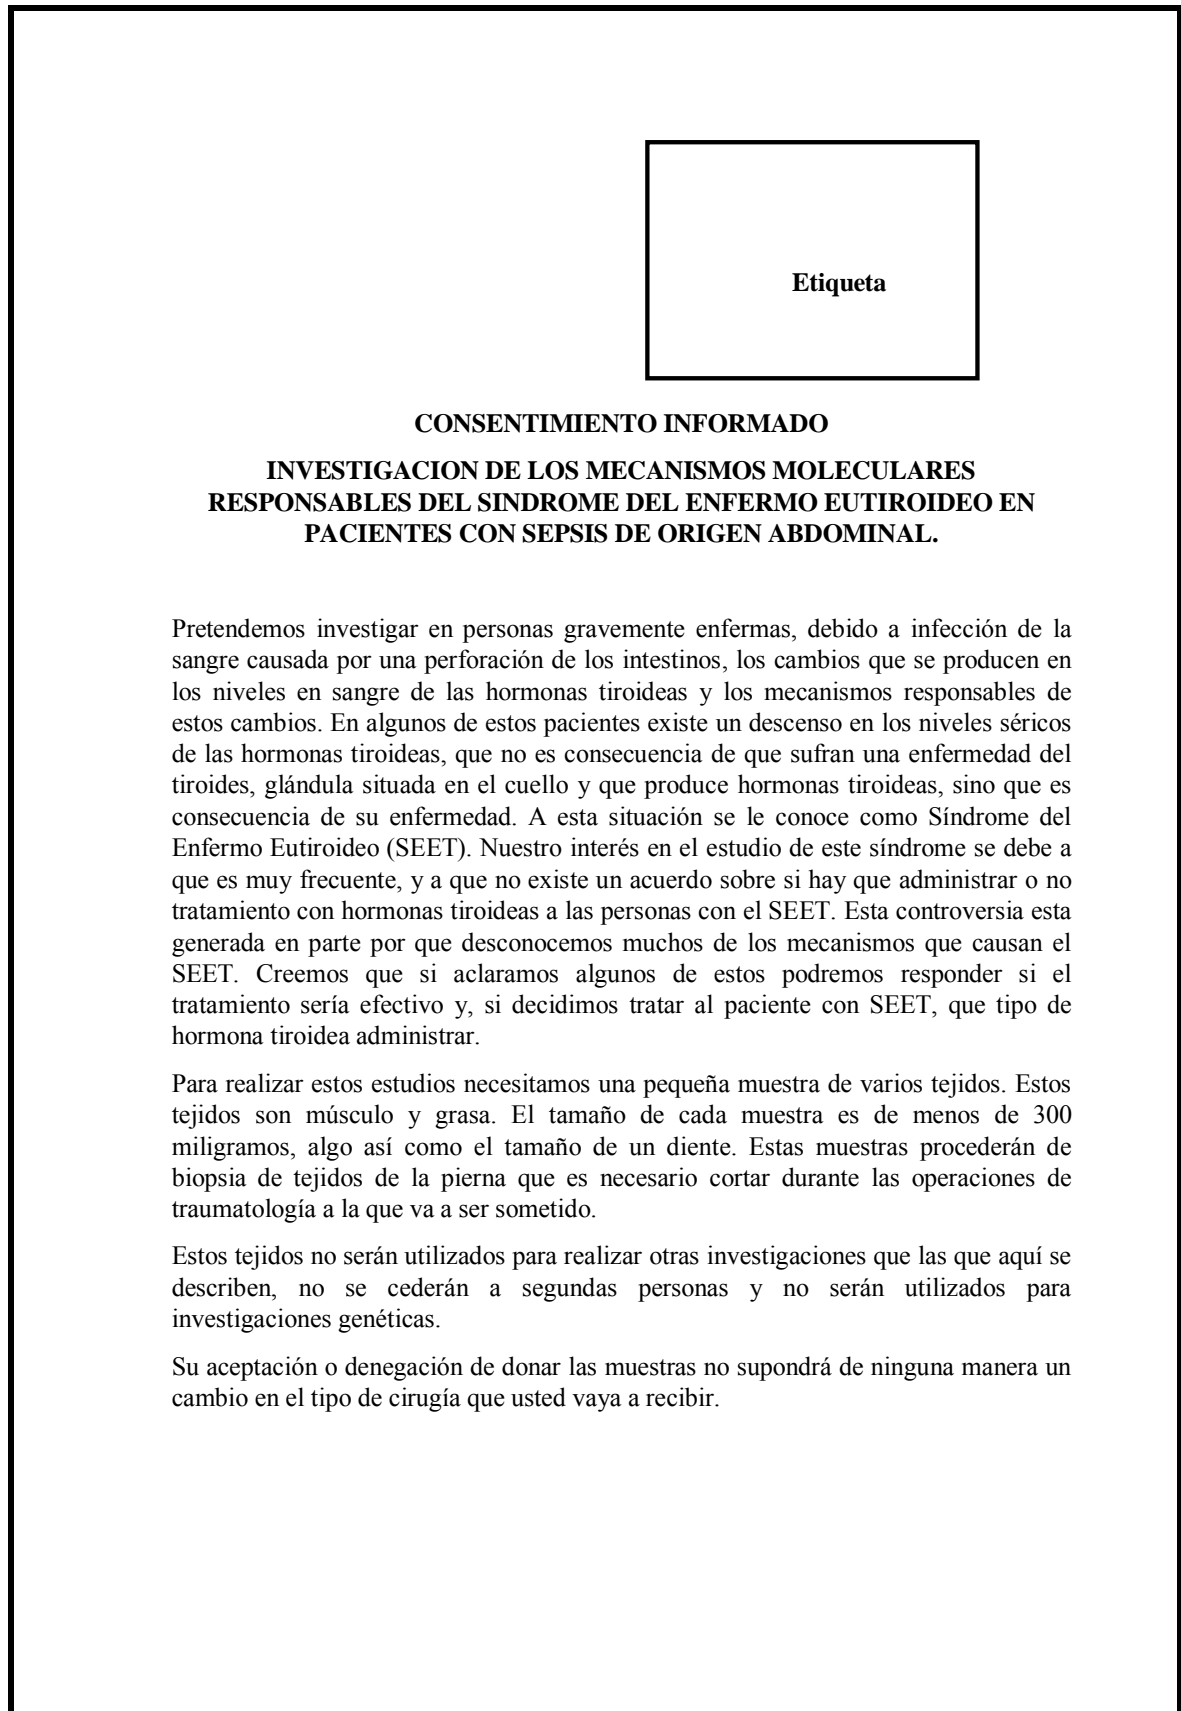 Etiqueta
CONSENTIMIENTO INFORMADO
INVESTIGACION DE LOS MECANISMOS MOLECULARES
RESPONSABLES DEL SINDROME DEL ENFERMO EUTIROIDEO EN
PACIENTES CON SEPSIS DE ORIGEN ABDOMINAL.
Pretendemos investigar en personas gravemente enfermas, debido a infección de la
sangre causada por una perforación de los intestinos, los cambios que se producen en
los niveles en sangre de las hormonas tiroideas y los mecanismos responsables de
estos cambios. En algunos de estos pacientes existe un descenso en los niveles séricos
de las hormonas tiroideas, que no es consecuencia de que sufran una enfermedad del
tiroides, glándula situada en el cuello y que produce hormonas tiroideas, sino que es
consecuencia de su enfermedad. A esta situación se le conoce como Síndrome del
Enfermo Eutiroideo (SEET). Nuestro interés en el estudio de este síndrome se debe a
que es muy frecuente, y a que no existe un acuerdo sobre si hay que administrar o no
tratamiento con hormonas tiroideas a las personas con el SEET. Esta controversia esta
generada en parte por que desconocemos muchos de los mecanismos que causan el
SEET. Creemos que si aclaramos algunos de estos podremos responder si el
tratamiento sería efectivo y, si decidimos tratar al paciente con SEET, que tipo de
hormona tiroidea administrar.
Para realizar estos estudios necesitamos una pequeña muestra de varios tejidos. Estos
tejidos son músculo y grasa. El tamaño de cada muestra es de menos de 300
miligramos, algo así como el tamaño de un diente. Estas muestras procederán de
biopsia de tejidos de la pierna que es necesario cortar durante las operaciones de
traumatología a la que va a ser sometido.
Estos tejidos no serán utilizados para realizar otras investigaciones que las que aquí se
describen, no se cederán a segundas personas y no serán utilizados para
investigaciones genéticas.
Su aceptación o denegación de donar las muestras no supondrá de ninguna manera un
cambio en el tipo de cirugía que usted vaya a recibir.